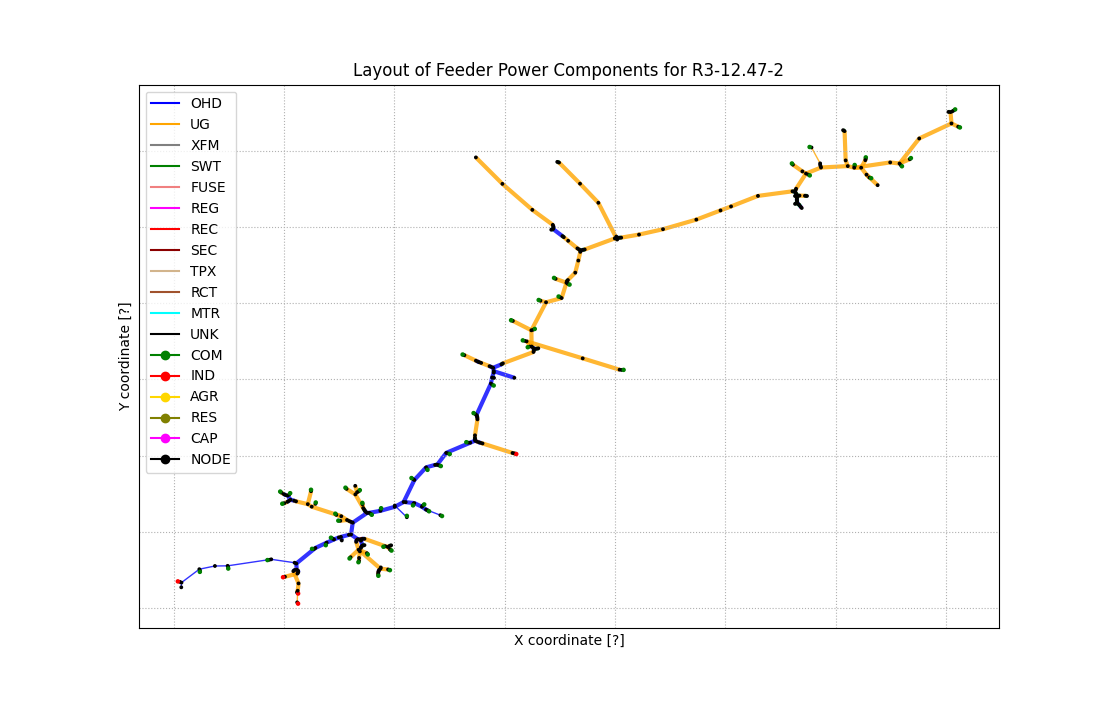 Layout of Feeder Power Components for R3-12.47-2
OHD
UG
XFM
SWT
FUSE
REG
REC
SEC
TPX
RCT
MTR
UNK
COM
IND
AGR
RES
CAP
NODE
Y coordinate [?]
X coordinate [?]